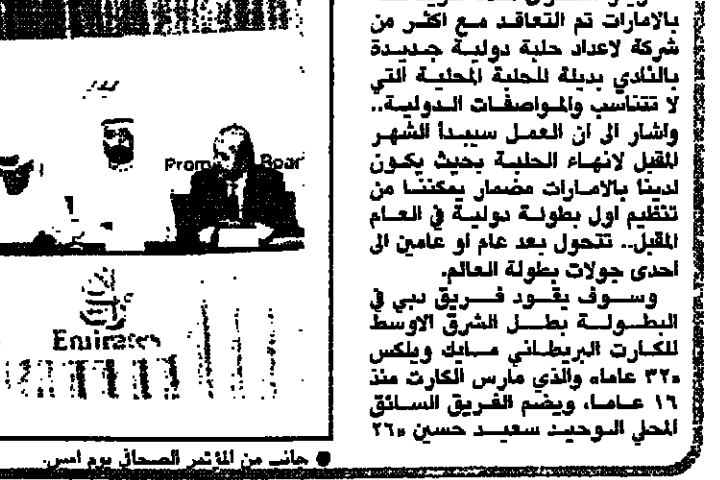 بالامارات تم التعاقد مع اكثر من
شركة لاعداد حلبة دولية جديدة
بالنادي بديلة للحلبة المحلية التي
لا تتناسب والمواصفات الدولية..
واشار الى ان العمل سيبدأ الشهر
المقبل لانهاء الحلبة بحيث يكون
لدينا بالامارات مضمار يمكننا من
تنظيم اول بطولة دولية في العام
المقبل.. تتحول بعد عام او عامين الى
احدى جولات بطولة العالم.
وسوف يقود فريق دبي في
البطولة بطل الشرق الاوسط
للكارت البريطاني مايك ويلكس
«٣٢ عاما» والذي مارس الكارت منذ
١٦ عاما، ويضم الفريق السائق
المحلي الوحيد سعيد حسين «٢٦
Prom Boar
Emirates
جانب من المؤتمر الصحافي يوم امس.